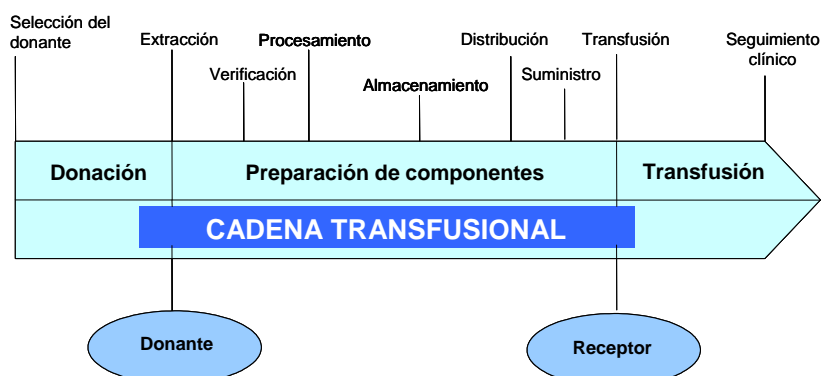 Selección del
donante
Extracción
Verificación
Procesamiento
Almacenamiento
Distribución
Suministro
Transfusión
Seguimiento
clínico
Donación
Preparación de componentes
Transfusión
CADENA TRANSFUSIONAL
Donante
Receptor